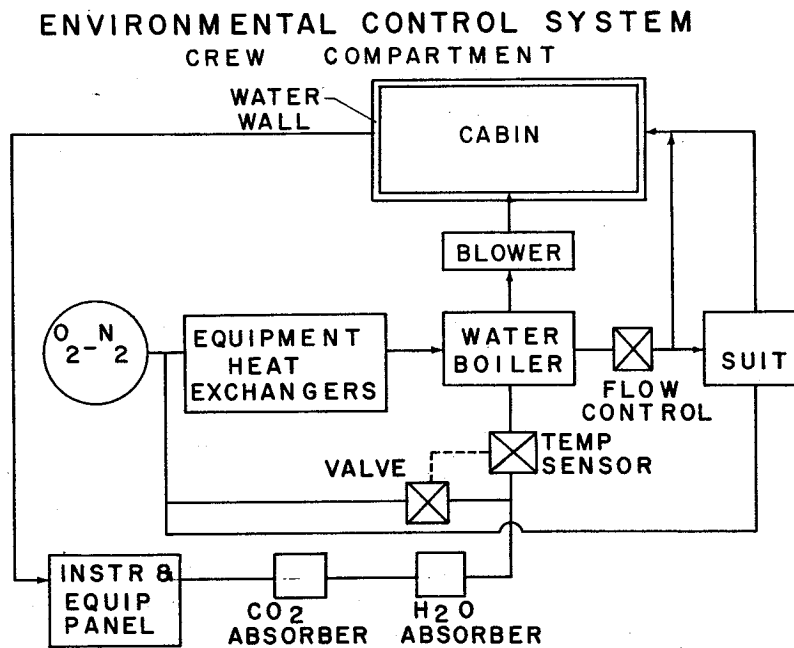 ENVIRONMENTAL CONTROL SYSTEM
CREW COMPARTMENT
WATER
WALL
CABIN
BLOWER
O2-N2
EQUIPMENT
HEAT
EXCHANGERS
WATER
BOILER
FLOW
CONTROL
SUIT
TEMP
SENSOR
VALVE
INSTR &
EQUIP
PANEL
CO2
ABSORBER
H2O
ABSORBER